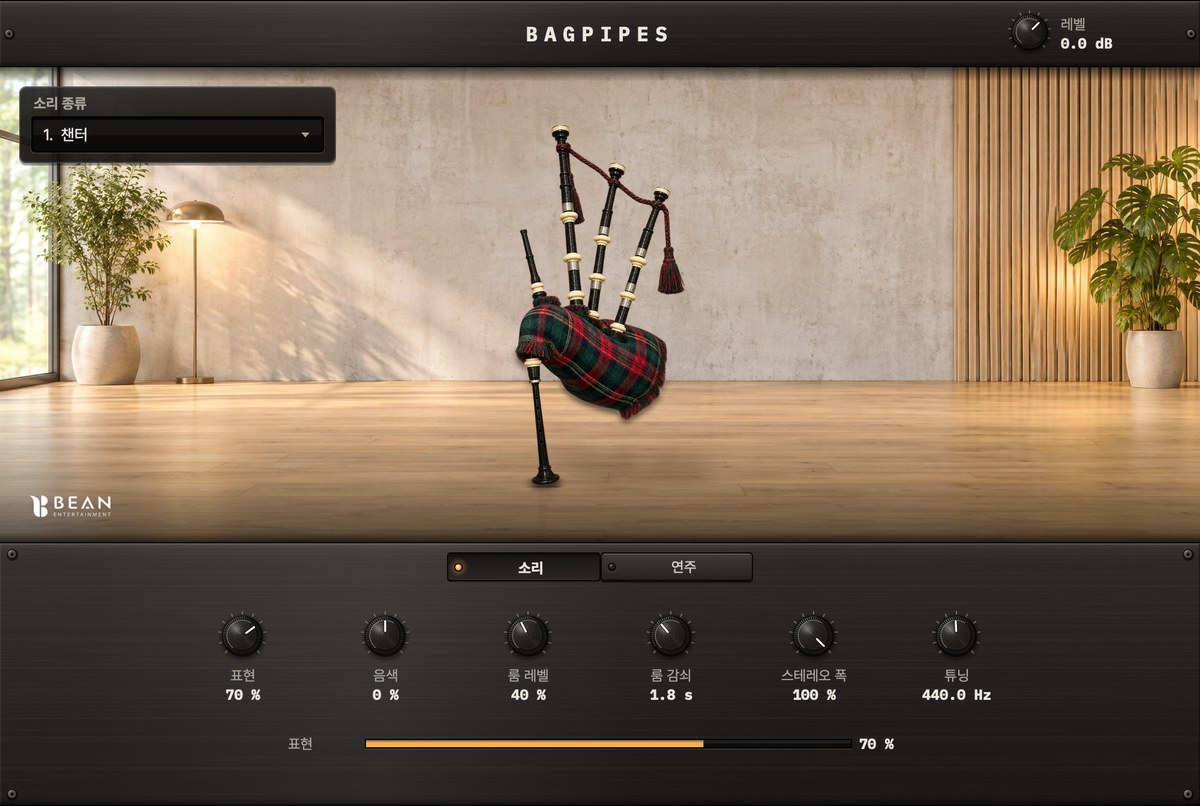 BAGPIPES
레벨
0.0 dB
소리 종류
1. 챈터
BEAN
ENTERTAINMENT
소리
연주
표현
70 %
음색
0 %
룸 레벨
40 %
룸 감쇠
1.8 s
스테레오 폭
100 %
튜닝
440.0 Hz
표현
70 %